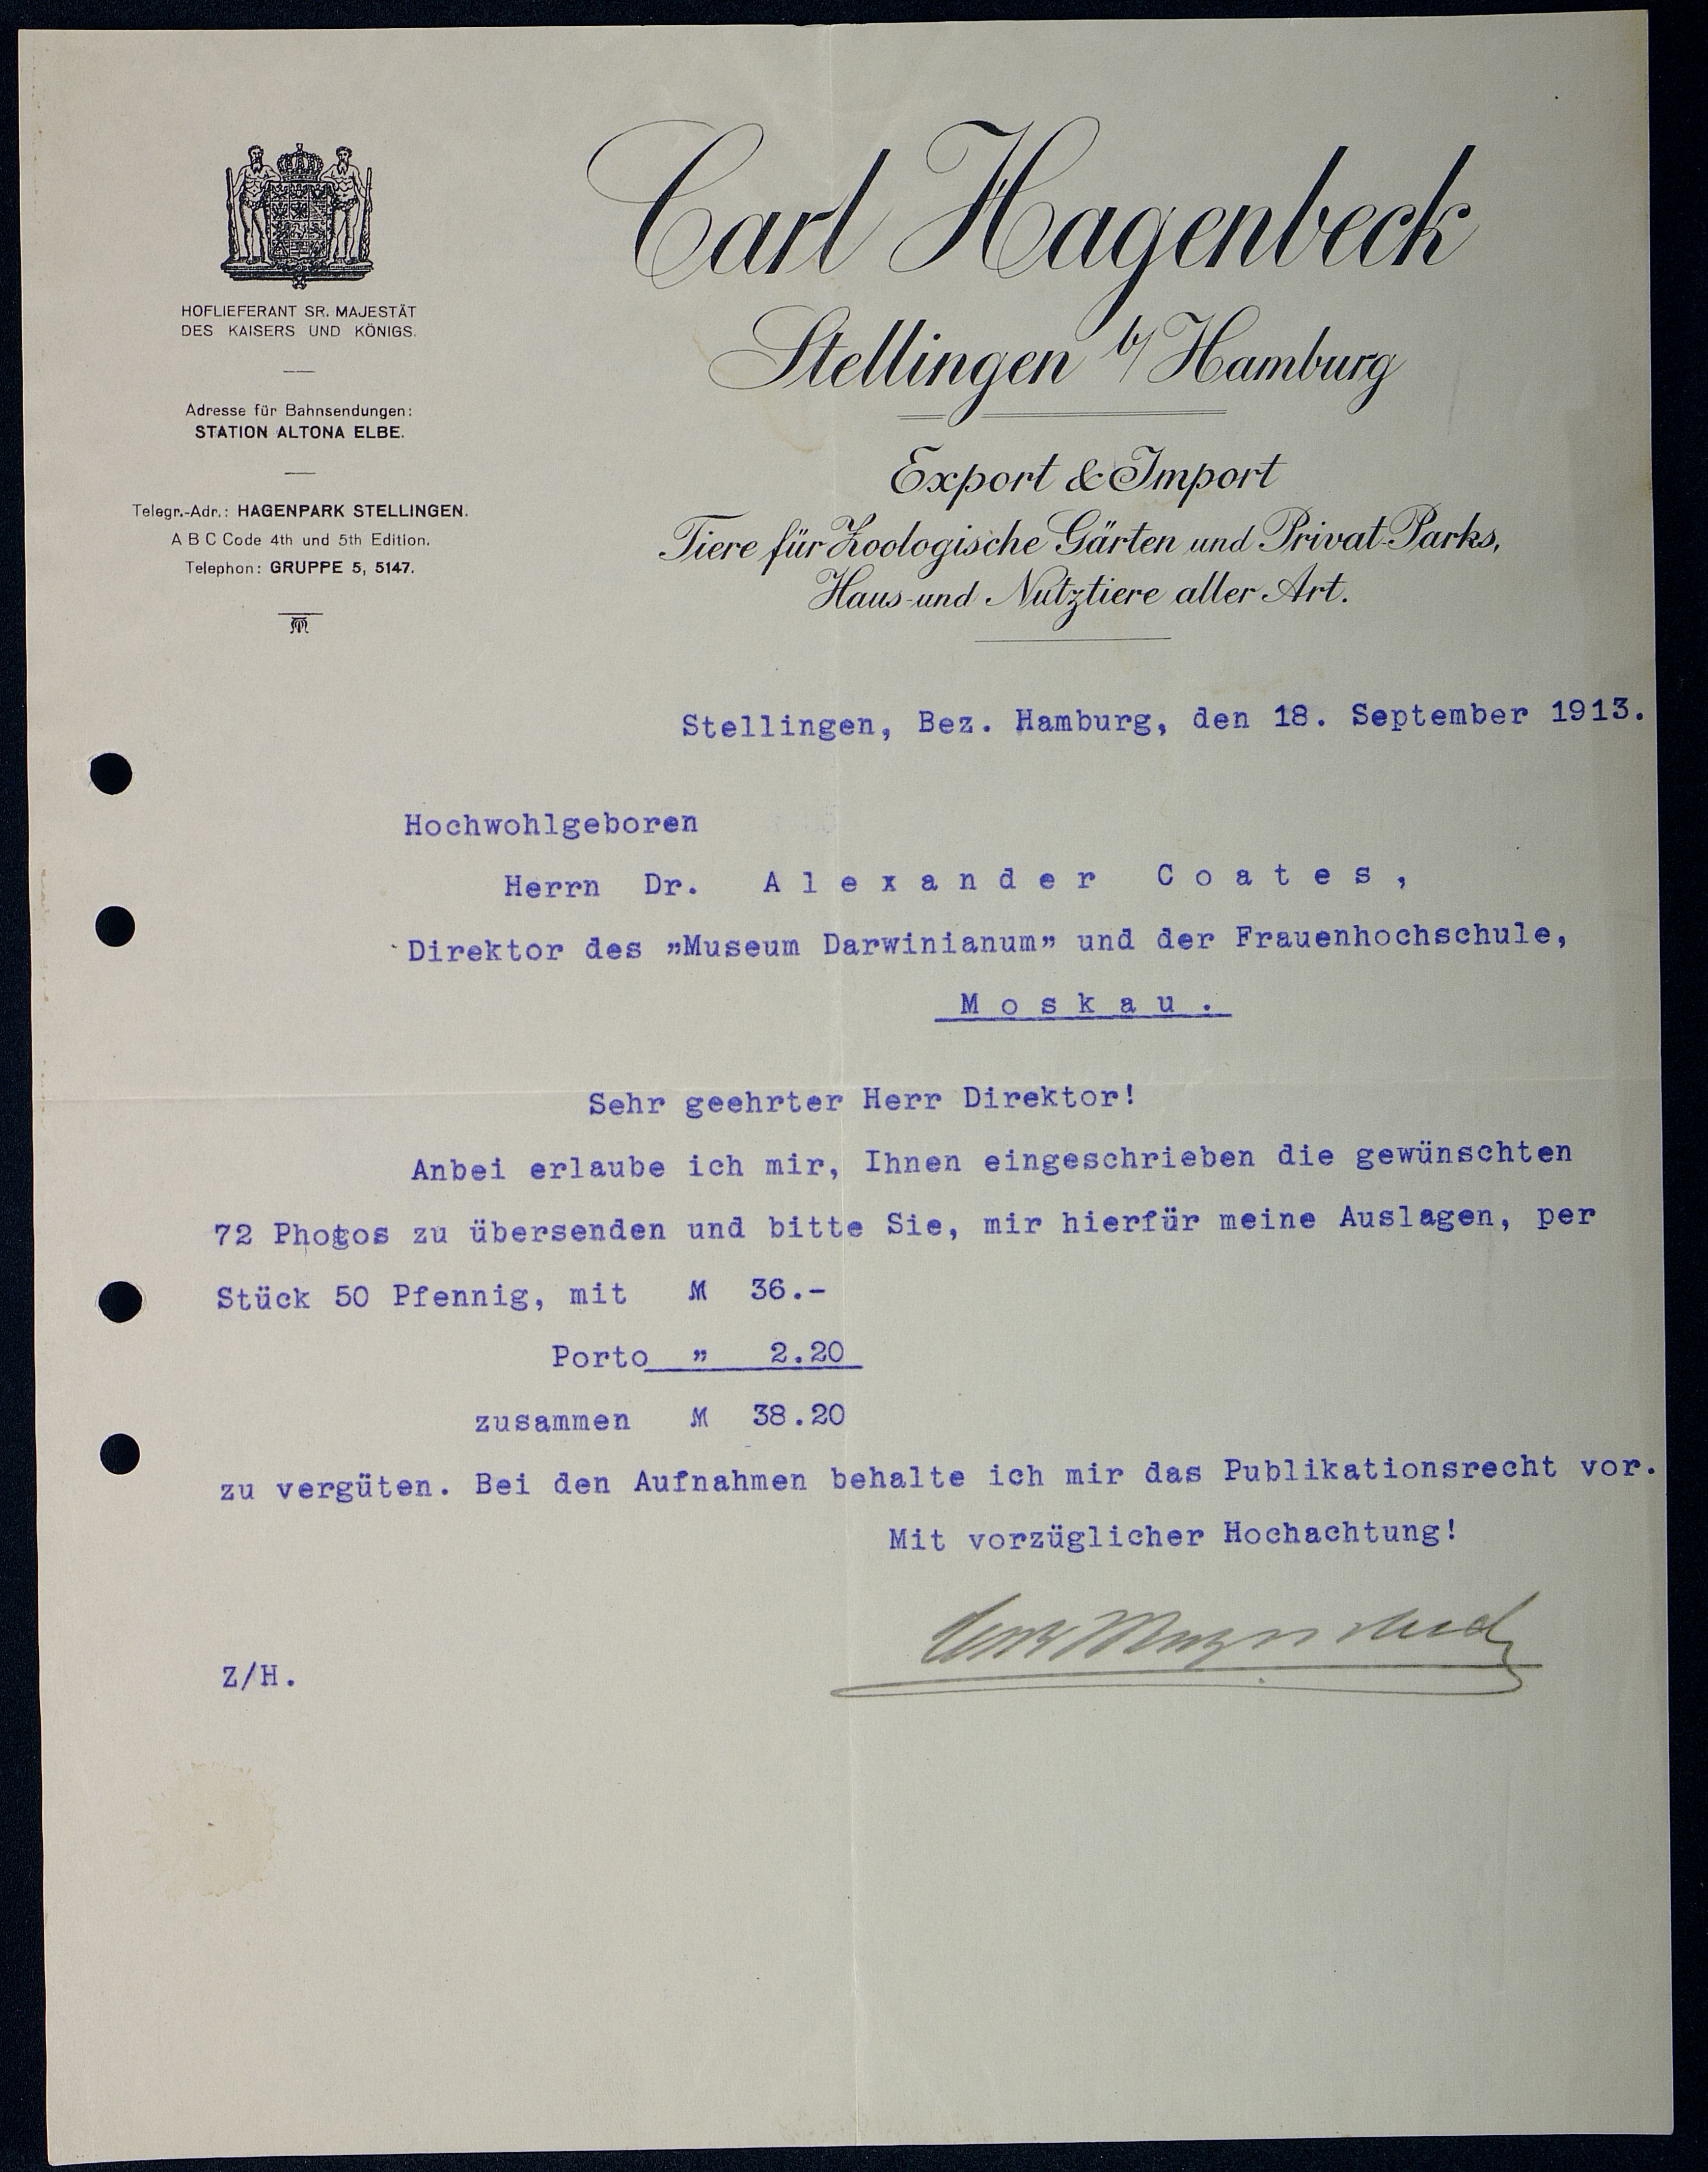 Carl Hagenbeck
Stellingen b/ Hamburg
Export & Import
Tiere für Zoologische Gärten und Privat-Parks,
Haus- und Nutztiere aller Art.
HOFLIEFERANT SR. MAJESTÄT
DES KAISERS UND KÖNIGS.
Adresse für Bahnsendungen:
STATION ALTONA ELBE.
Telegr.-Adr.: HAGENPARK STELLINGEN.
A B C Code 4th und 5th Edition.
Telephon: GRUPPE 5, 5147.
Stellingen, Bez. Hamburg, den 18. September 1913.
Hochwohlgeboren
Herrn Dr. A l e x a n d e r C o a t e s ,
Direktor des "Museum Darwinianum" und der Frauenhochschule,
M o s k a u .
Sehr geehrter Herr Direktor!
Anbei erlaube ich mir, Ihnen eingeschrieben die gewünschten
72 Photos zu übersenden und bitte Sie, mir hierfür meine Auslagen, per
Stück 50 Pfennig, mit M 36.-
Porto " 2.20
zusammen M 38.20
zu vergüten. Bei den Aufnahmen behalte ich mir das Publikationsrecht vor.
Mit vorzüglicher Hochachtung!
Z/H.